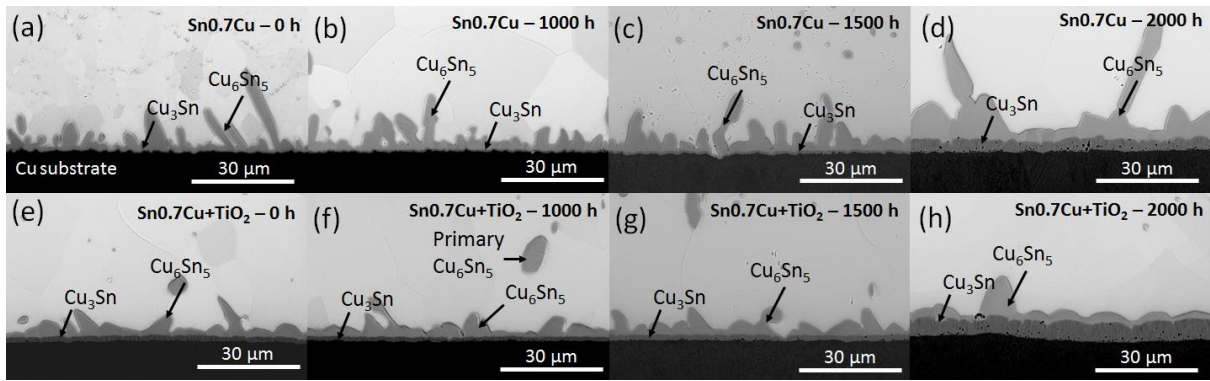 (a)
Sn0.7Cu – 0 h
Cu₆Sn₅
Cu₃Sn
Cu substrate
30 µm
(b)
Sn0.7Cu – 1000 h
Cu₆Sn₅
Cu₃Sn
30 µm
(c)
Sn0.7Cu – 1500 h
Cu₆Sn₅
Cu₃Sn
30 µm
(d)
Sn0.7Cu – 2000 h
Cu₆Sn₅
Cu₃Sn
30 µm
(e)
Sn0.7Cu+TiO₂ – 0 h
Cu₆Sn₅
Cu₃Sn
30 µm
(f)
Sn0.7Cu+TiO₂ – 1000 h
Primary
Cu₆Sn₅
Cu₃Sn
Cu₆Sn₅
30 µm
(g)
Sn0.7Cu+TiO₂ – 1500 h
Cu₆Sn₅
Cu₃Sn
30 µm
(h)
Sn0.7Cu+TiO₂ – 2000 h
Cu₆Sn₅
Cu₃Sn
30 µm